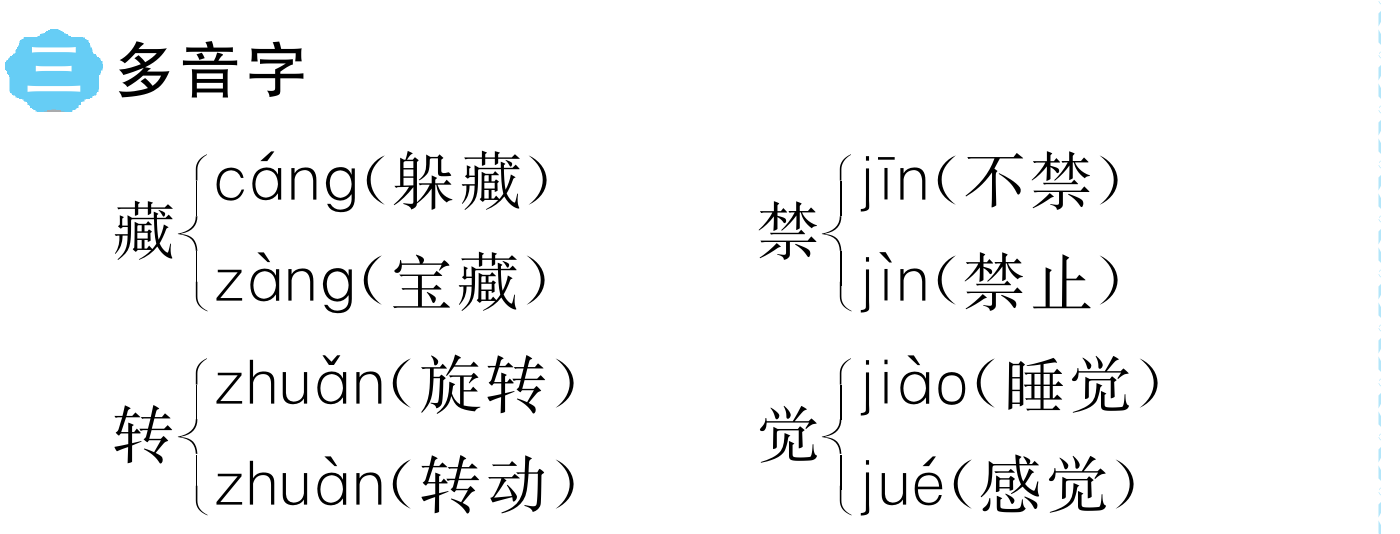 三 多音字
藏 cáng(躲藏)
zàng(宝藏)
禁 jīn(不禁)
jìn(禁止)
转 zhuǎn(旋转)
zhuàn(转动)
觉 jiào(睡觉)
jué(感觉)